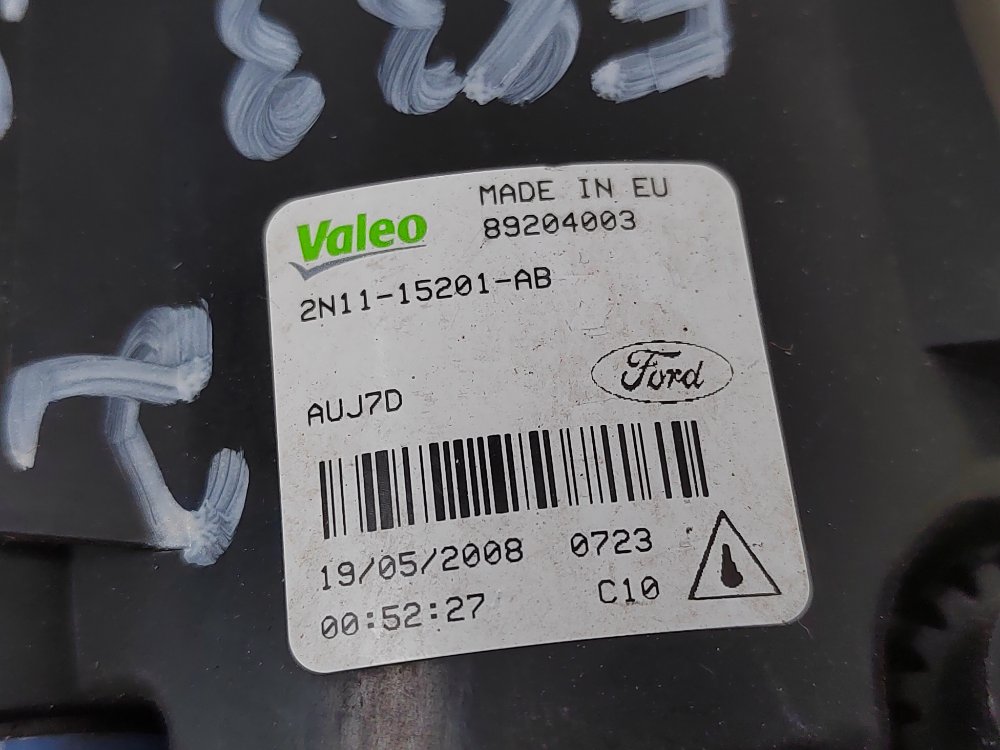 Valeo
MADE IN EU
89204003
2N11-15201-AB
Ford
AUJ7D
19/05/2008 0723
00:52:27 C10